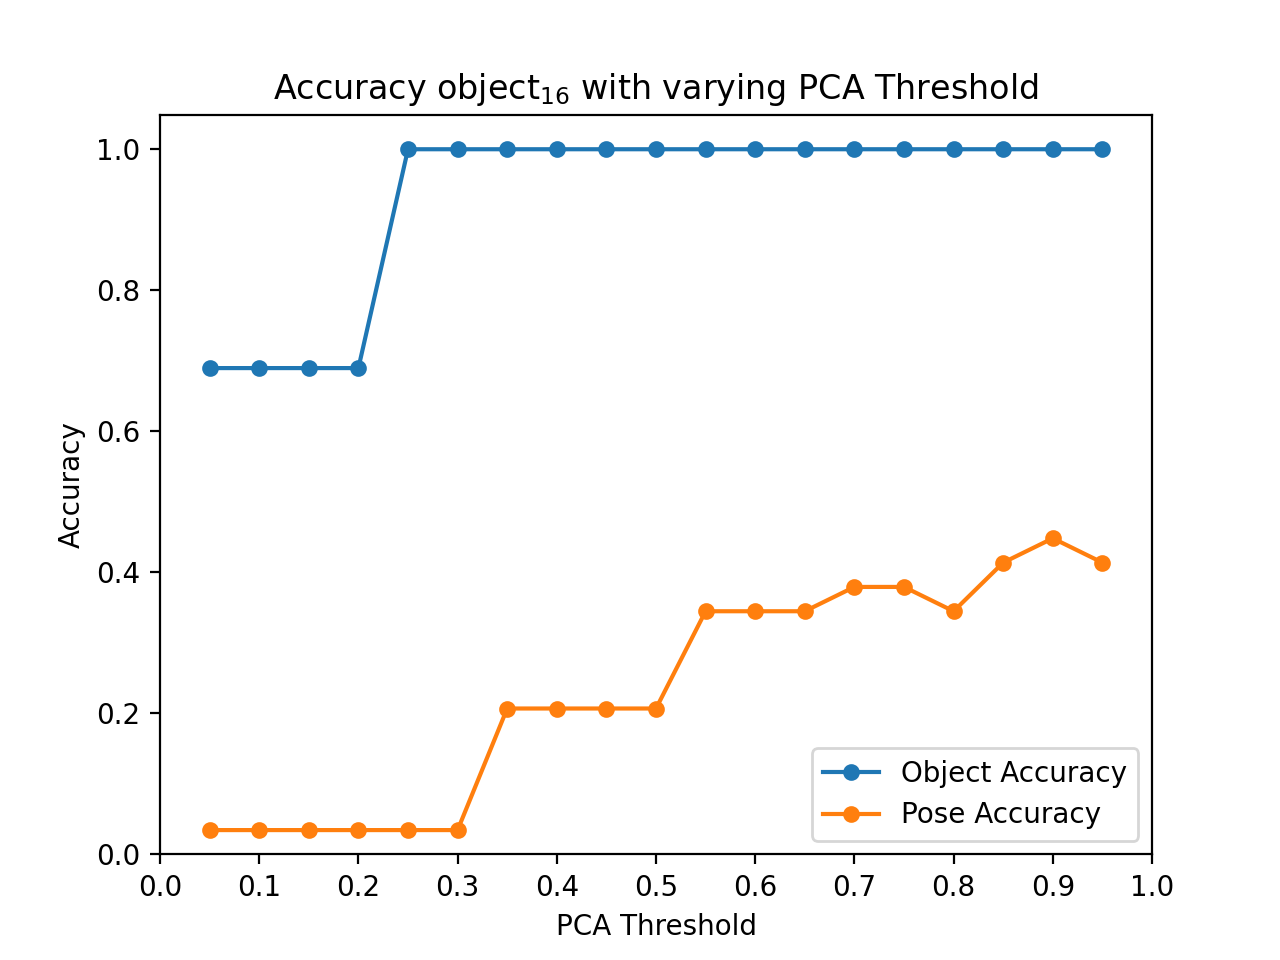 Accuracy object₁₆ with varying PCA Threshold
1.0
0.8
0.6
0.4
0.2
0.0
Accuracy
Object Accuracy
Pose Accuracy
0.0 0.1 0.2 0.3 0.4 0.5 0.6 0.7 0.8 0.9 1.0
PCA Threshold